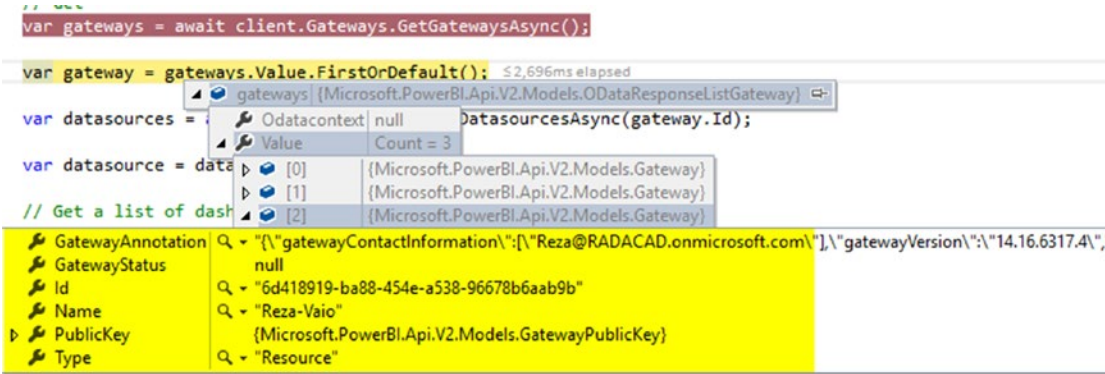 var gateways = await client.Gateways.GetGatewaysAsync();
var gateway = gateways.Value.FirstOrDefault(); ≤2,696ms elapsed
gateways {Microsoft.PowerBI.Api.V2.Models.ODataResponseListGateway}
var datasources = DatasourcesAsync(gateway.Id);
Odatacontext null
Value Count = 3
var datasource = data
[0] {Microsoft.PowerBI.Api.V2.Models.Gateway}
[1] {Microsoft.PowerBI.Api.V2.Models.Gateway}
// Get a list of dash
[2] {Microsoft.PowerBI.Api.V2.Models.Gateway}
GatewayAnnotation "{\"gatewayContactInformation\":[\"Reza@RADACAD.onmicrosoft.com\"],\"gatewayVersion\":\"14.16.6317.4\",
GatewayStatus null
Id "6d418919-ba88-454e-a538-96678b6aab9b"
Name "Reza-Vaio"
PublicKey {Microsoft.PowerBI.Api.V2.Models.GatewayPublicKey}
Type "Resource"